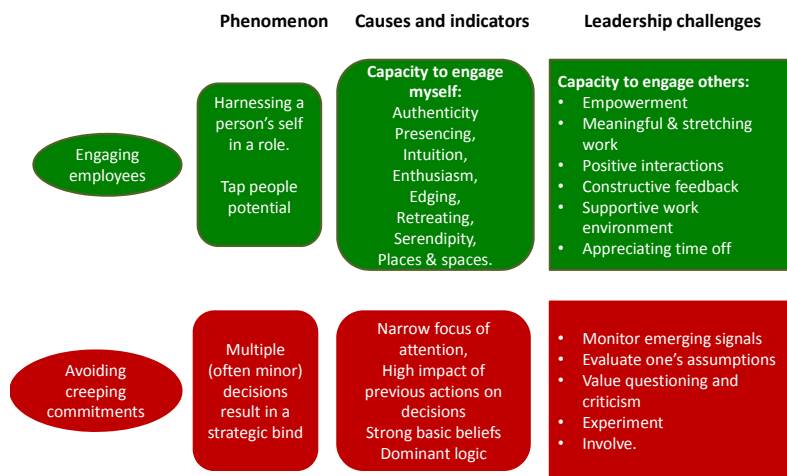 Phenomenon
Causes and indicators
Leadership challenges
Engaging
employees
Harnessing a
person's self
in a role.
Tap people
potential
Capacity to engage
myself:
Authenticity
Presencing,
Intuition,
Enthusiasm,
Edging,
Retreating,
Serendipity,
Places & spaces.
Capacity to engage others:
• Empowerment
• Meaningful & stretching
work
• Positive interactions
• Constructive feedback
• Supportive work
environment
• Appreciating time off
Avoiding
creeping
commitments
Multiple
(often minor)
decisions
result in a
strategic bind
Narrow focus of
attention,
High impact of
previous actions on
decisions
Strong basic beliefs
Dominant logic
• Monitor emerging signals
• Evaluate one's assumptions
• Value questioning and
criticism
• Experiment
• Involve.